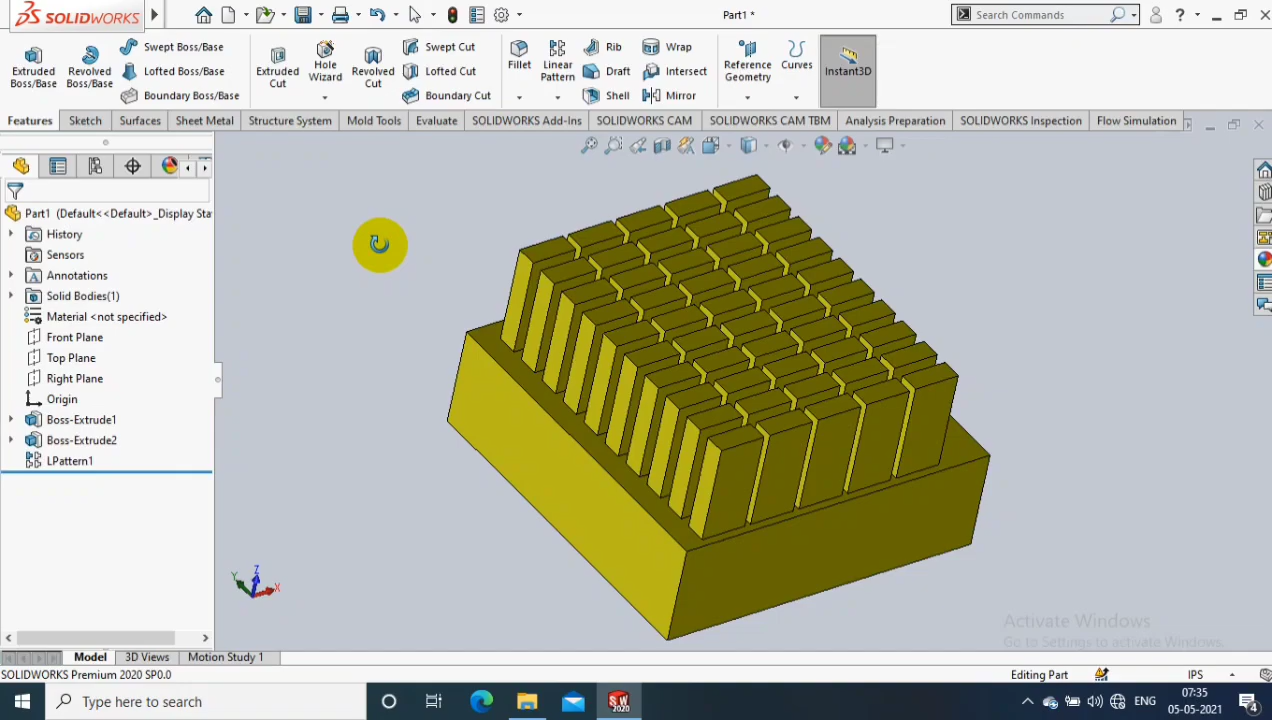 SOLIDWORKS
Part1 *
Search Commands
?
Extruded Boss/Base
Revolved Boss/Base
Swept Boss/Base
Lofted Boss/Base
Boundary Boss/Base
Extruded Cut
Hole Wizard
Revolved Cut
Swept Cut
Lofted Cut
Boundary Cut
Fillet
Linear Pattern
Rib
Draft
Shell
Wrap
Intersect
Mirror
Reference Geometry
Curves
Instant3D
Features
Sketch
Surfaces
Sheet Metal
Structure System
Mold Tools
Evaluate
SOLIDWORKS Add-Ins
SOLIDWORKS CAM
SOLIDWORKS CAM TBM
Analysis Preparation
SOLIDWORKS Inspection
Flow Simulation
Part1 (Default<<Default>_Display Sta
History
Sensors
A Annotations
Solid Bodies(1)
Material <not specified>
Front Plane
Top Plane
Right Plane
Origin
Boss-Extrude1
Boss-Extrude2
LPattern1
Y Z X
Activate Windows
Go to Settings to activate Windows.
Model
3D Views
Motion Study 1
SOLIDWORKS Premium 2020 SP0.0
Editing Part
IPS
Type here to search
SW 2020
ENG
07:35
05-05-2021
4